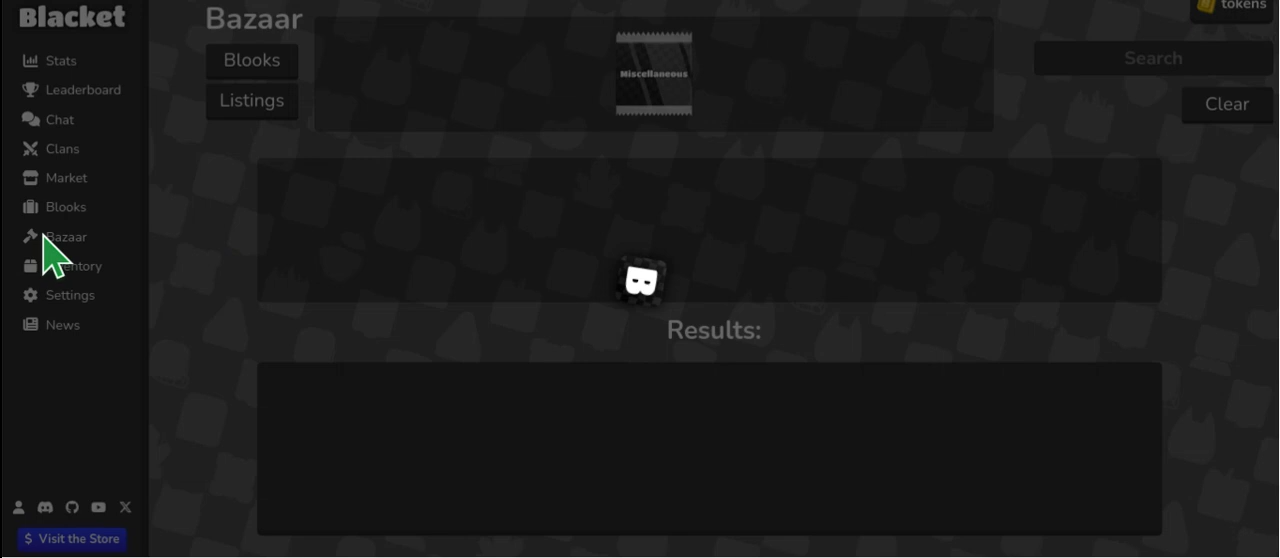 Blacket
Stats
Leaderboard
Chat
Clans
Market
Blooks
Bazaar
Settings
News
$ Visit the Store
Bazaar
Blooks
Listings
Miscellaneous
tokens
Search
Clear
Results: